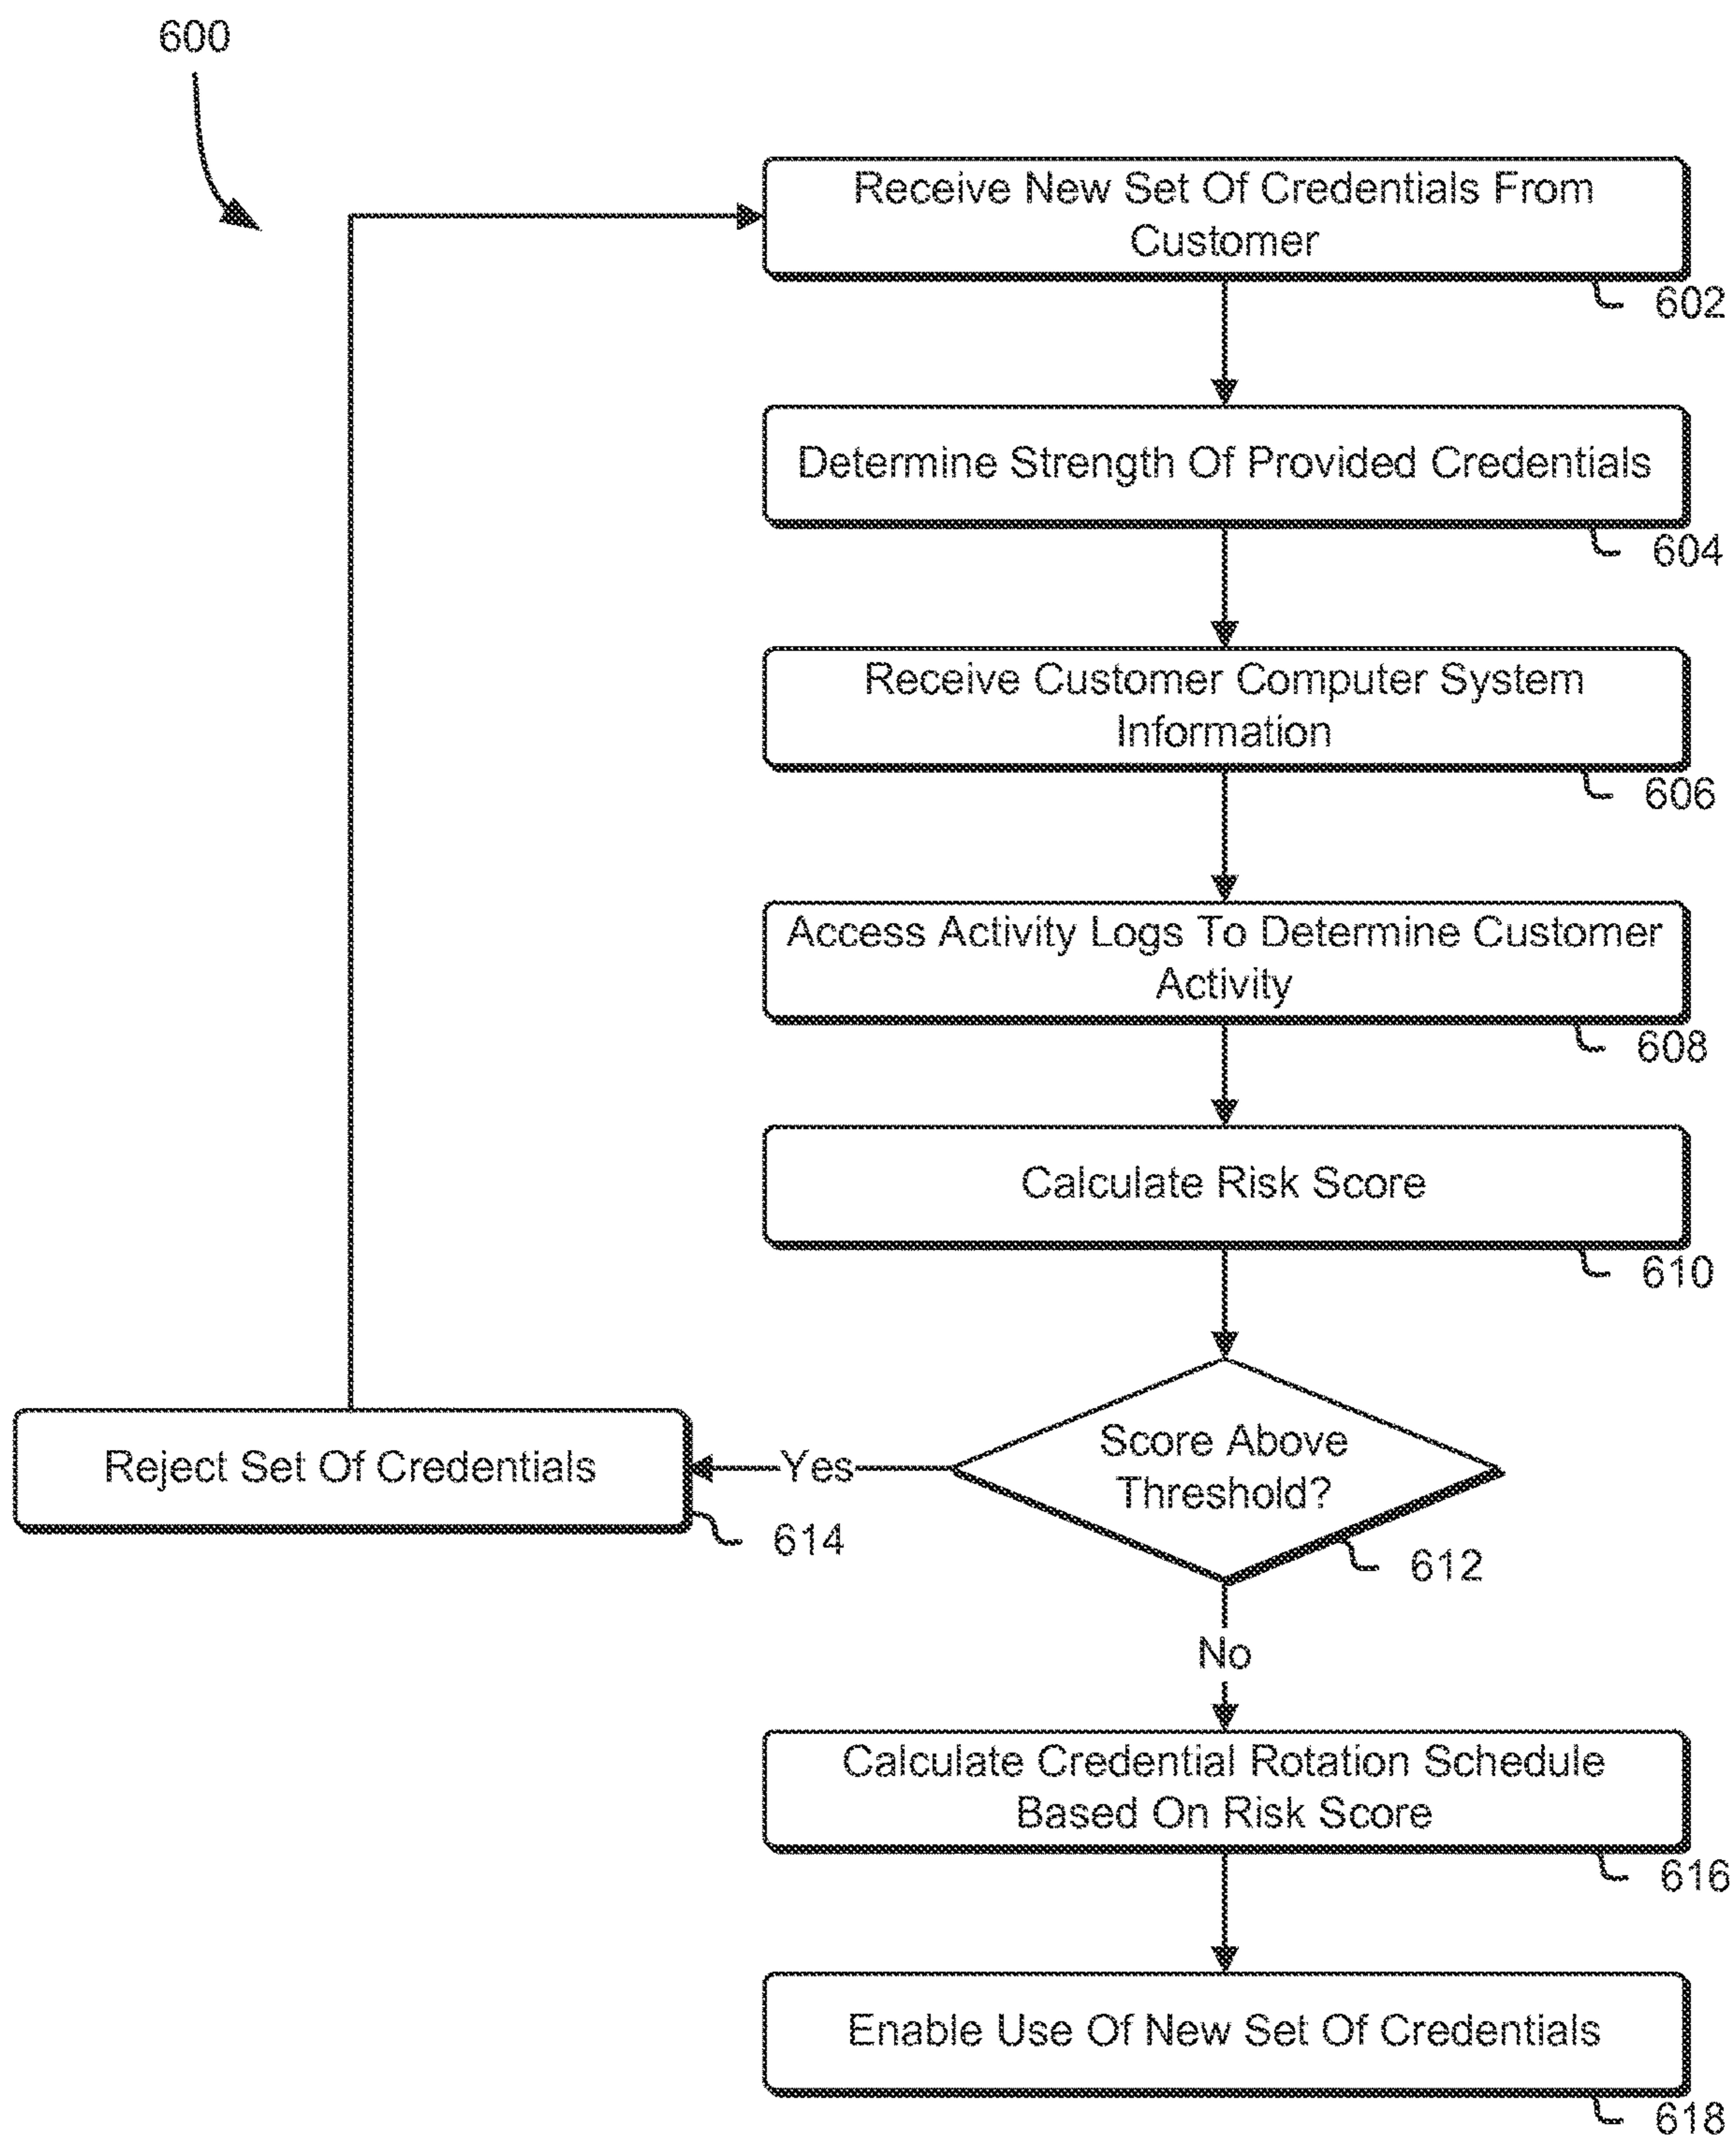 600
Receive New Set Of Credentials From
Customer
602
Determine Strength Of Provided Credentials
604
Receive Customer Computer System
Information
606
Access Activity Logs To Determine Customer
Activity
608
Calculate Risk Score
610
Score Above
Threshold?
612
Yes
Reject Set Of Credentials
614
No
Calculate Credential Rotation Schedule
Based On Risk Score
616
Enable Use Of New Set Of Credentials
618